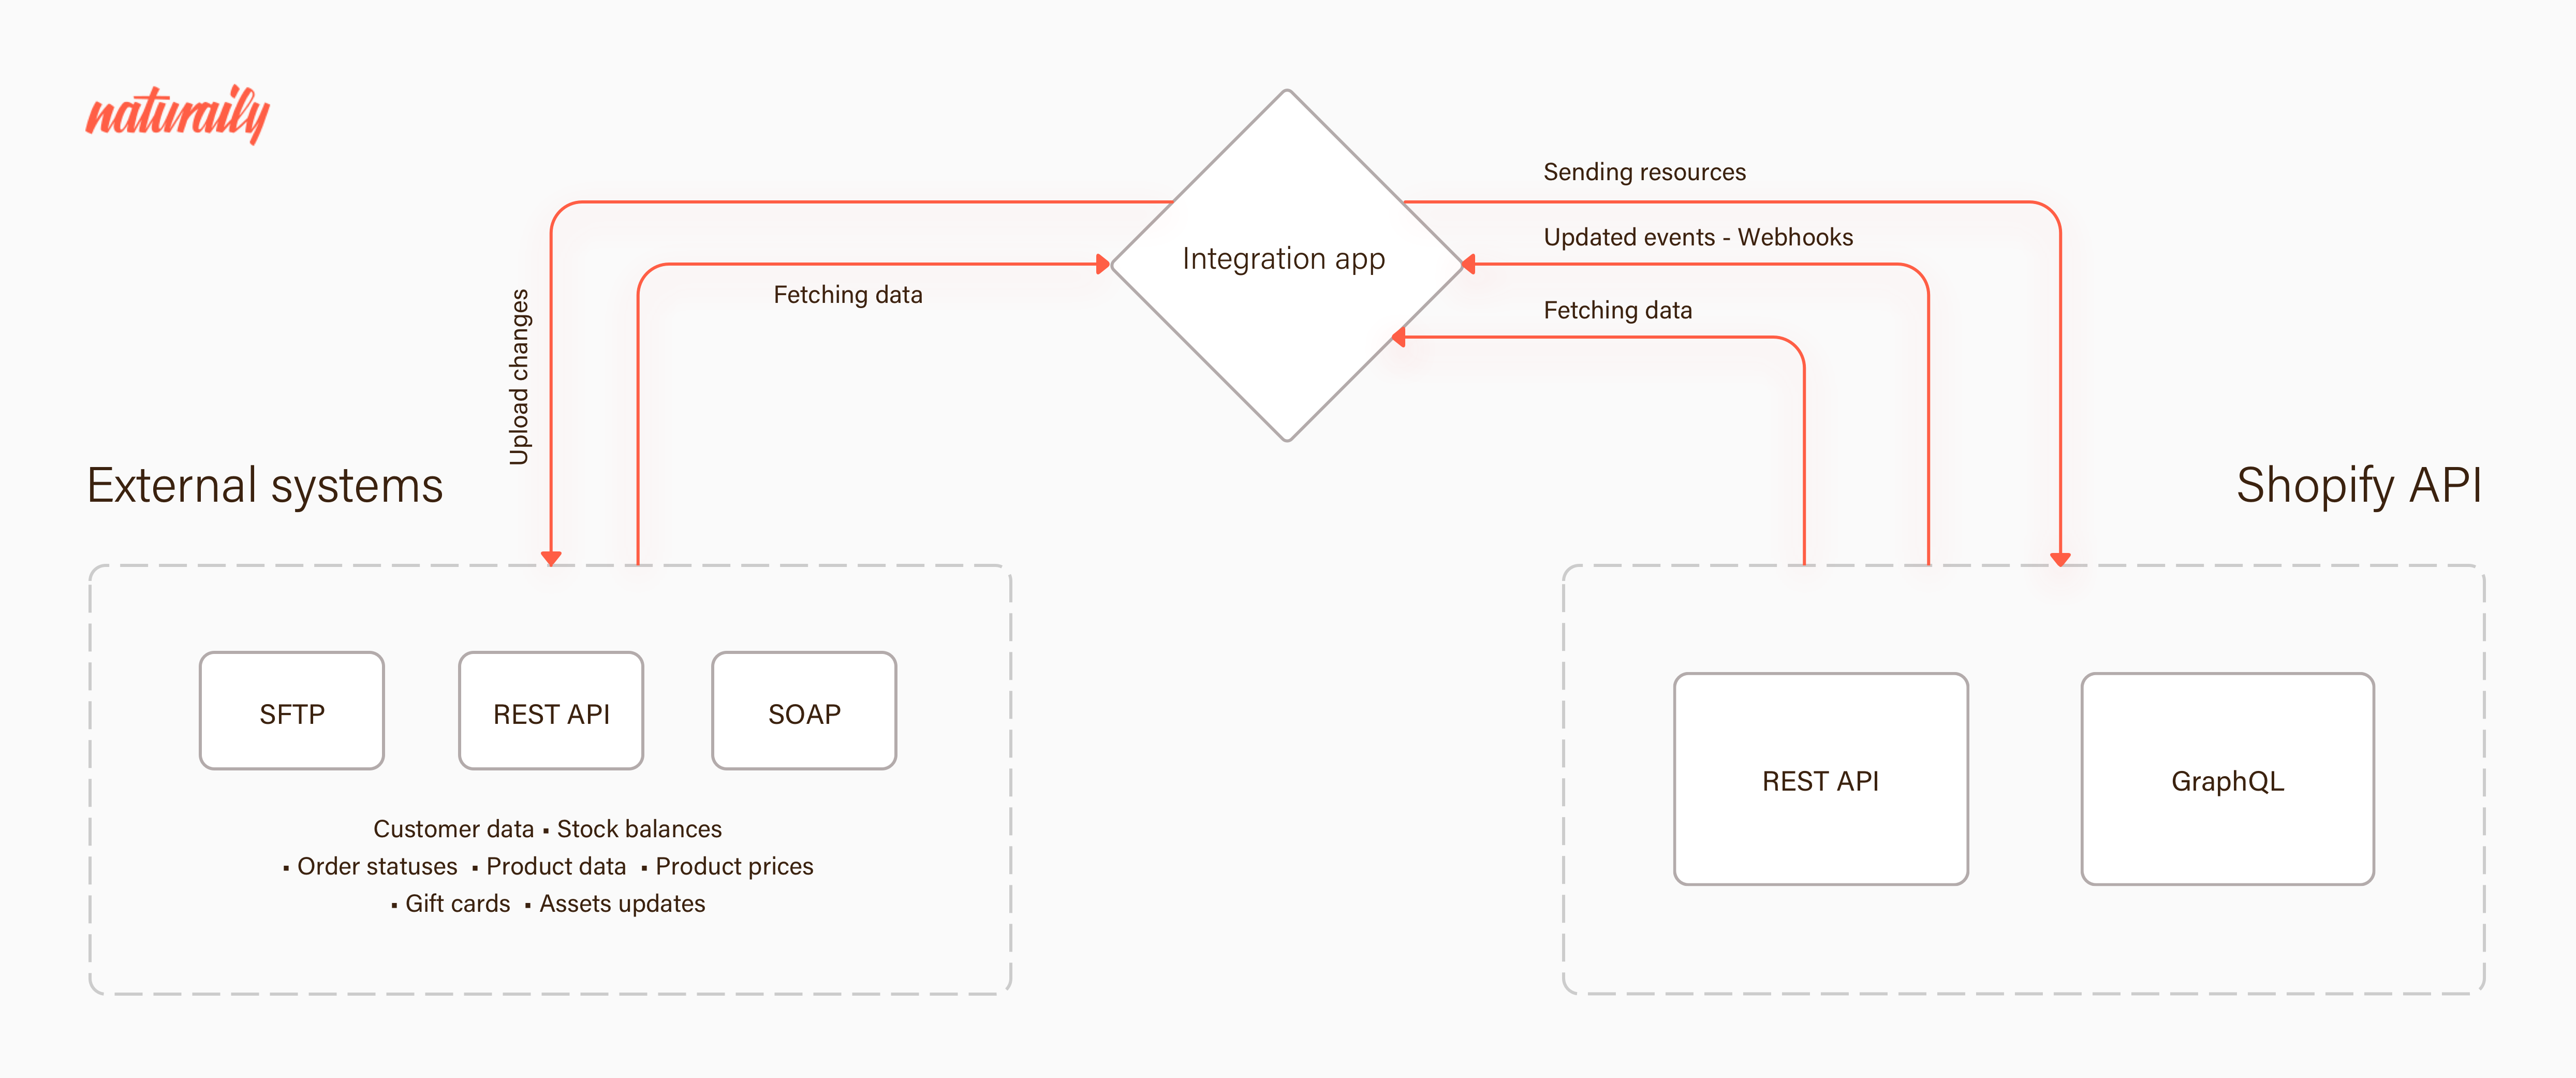 naturaily
Sending resources
Updated events - Webhooks
Integration app
Fetching data
Fetching data
Upload changes
External systems
Shopify API
SFTP
REST API
SOAP
REST API
GraphQL
Customer data ▪ Stock balances
▪ Order statuses ▪ Product data ▪ Product prices
▪ Gift cards ▪ Assets updates